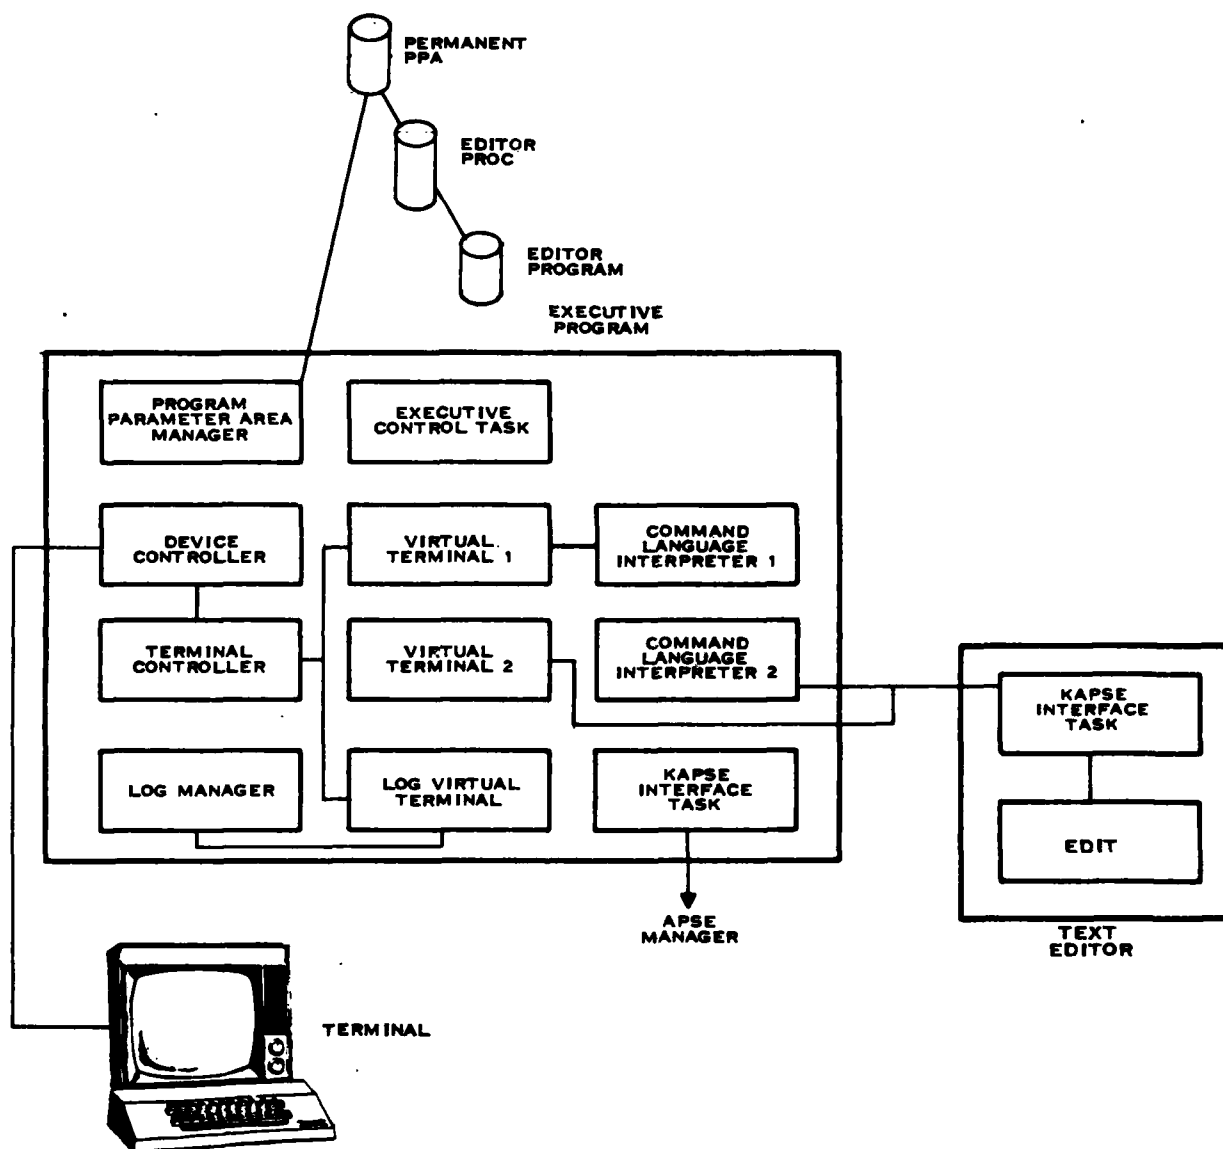 PERMANENT
PPA
EDITOR
PROC
EDITOR
PROGRAM
EXECUTIVE
PROGRAM
PROGRAM
PARAMETER AREA
MANAGER
EXECUTIVE
CONTROL TASK
DEVICE
CONTROLLER
VIRTUAL
TERMINAL 1
COMMAND
LANGUAGE
INTERPRETER 1
TERMINAL
CONTROLLER
VIRTUAL
TERMINAL 2
COMMAND
LANGUAGE
INTERPRETER 2
LOG MANAGER
LOG VIRTUAL
TERMINAL
KAPSE
INTERFACE
TASK
KAPSE
INTERFACE
TASK
EDIT
TEXT
EDITOR
APSE
MANAGER
TERMINAL